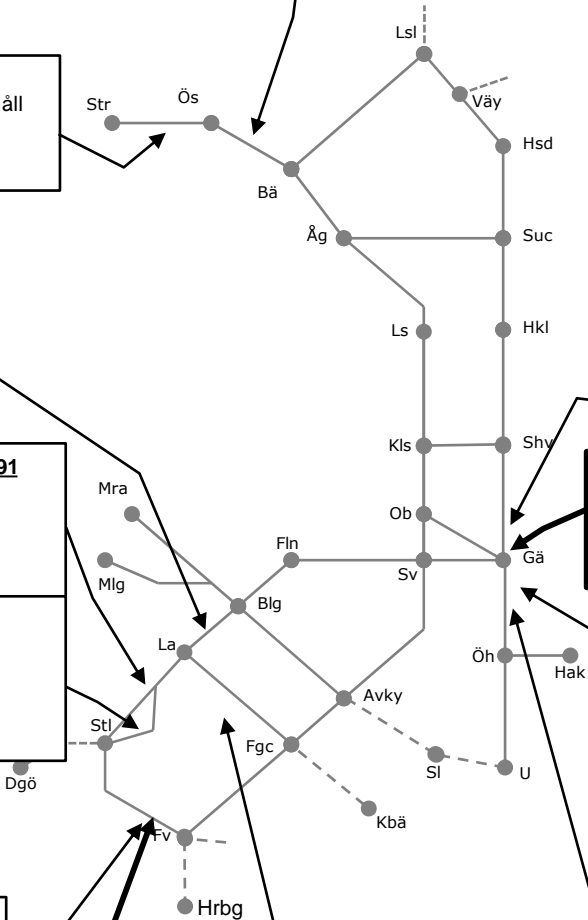 Lsl
Väy
åll
Str
Ös
Hsd
Bä
Åg
Suc
Ls
Hkl
Kls
Shv
91
Mra
Ob
Fln
Gä
Sv
Mlg
Blg
La
Öh
Hak
Avky
Stl
Fgc
Sl
U
Dgö
Kbä
Fv
Hrbg